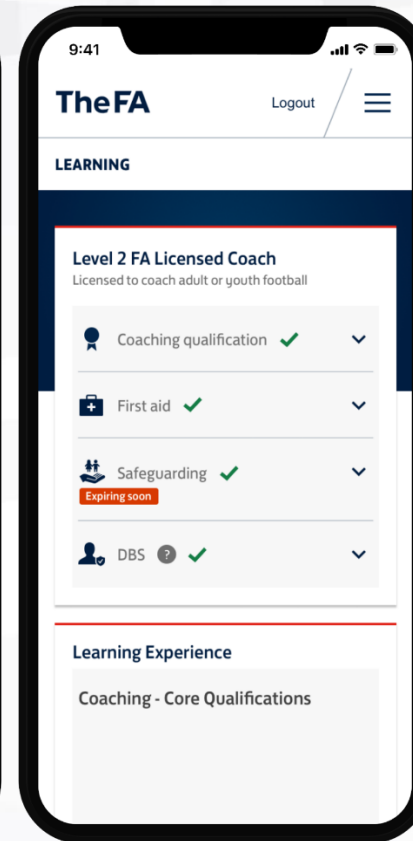 9:41
TheFA
Logout
LEARNING
Level 2 FA Licensed Coach
Licensed to coach adult or youth football
Coaching qualification
First aid
Safeguarding
Expiring soon
DBS ?
Learning Experience
Coaching - Core Qualifications